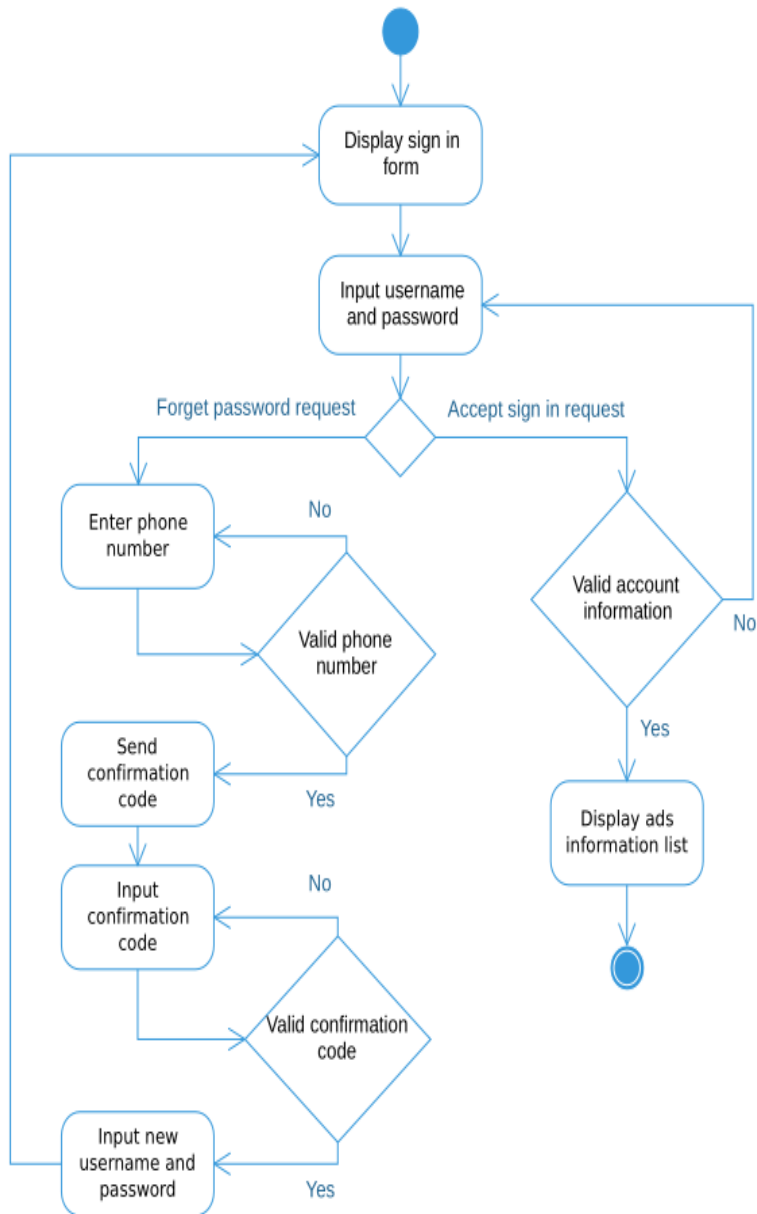 Display sign in
form
Input username
and password
Forget password request
Accept sign in request
Enter phone
number
No
Valid phone
number
Valid account
information
No
Yes
Send
confirmation
code
Yes
Display ads
information list
Input
confirmation
code
No
Valid confirmation
code
Input new
username and
password
Yes